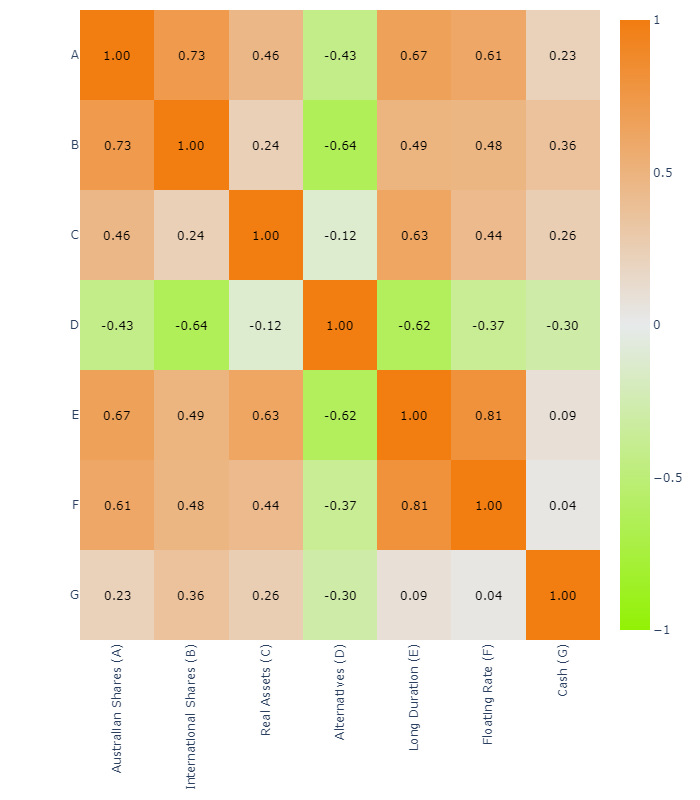 A 1.00 0.73 0.46 -0.43 0.67 0.61 0.23
B 0.73 1.00 0.24 -0.64 0.49 0.48 0.36
C 0.46 0.24 1.00 -0.12 0.63 0.44 0.26
D -0.43 -0.64 -0.12 1.00 -0.62 -0.37 -0.30
E 0.67 0.49 0.63 -0.62 1.00 0.81 0.09
F 0.61 0.48 0.44 -0.37 0.81 1.00 0.04
G 0.23 0.36 0.26 -0.30 0.09 0.04 1.00
Australian Shares (A)
International Shares (B)
Real Assets (C)
Alternatives (D)
Long Duration (E)
Floating Rate (F)
Cash (G)
1
0.5
0
−0.5
−1